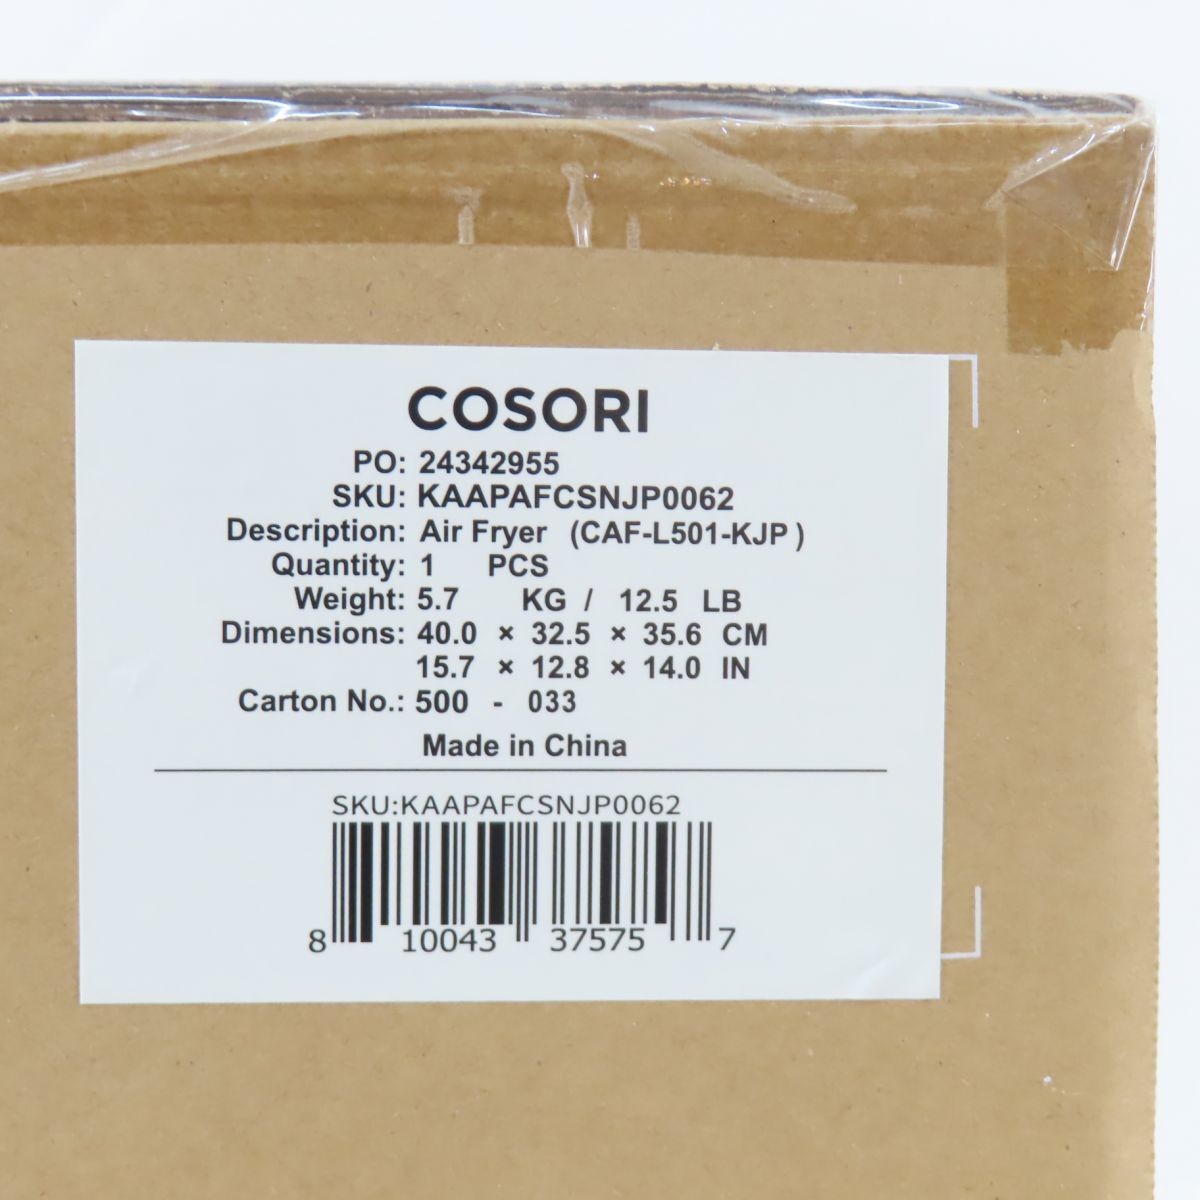 COSORI
PO: 24342955
SKU: KAAPAFCSNJP0062
Description: Air Fryer (CAF-L501-KJP )
Quantity: 1 PCS
Weight: 5.7 KG / 12.5 LB
Dimensions: 40.0 × 32.5 × 35.6 CM
15.7 × 12.8 × 14.0 IN
Carton No.: 500 - 033
Made in China
SKU:KAAPAFCSNJP0062
8 10043 37575 7